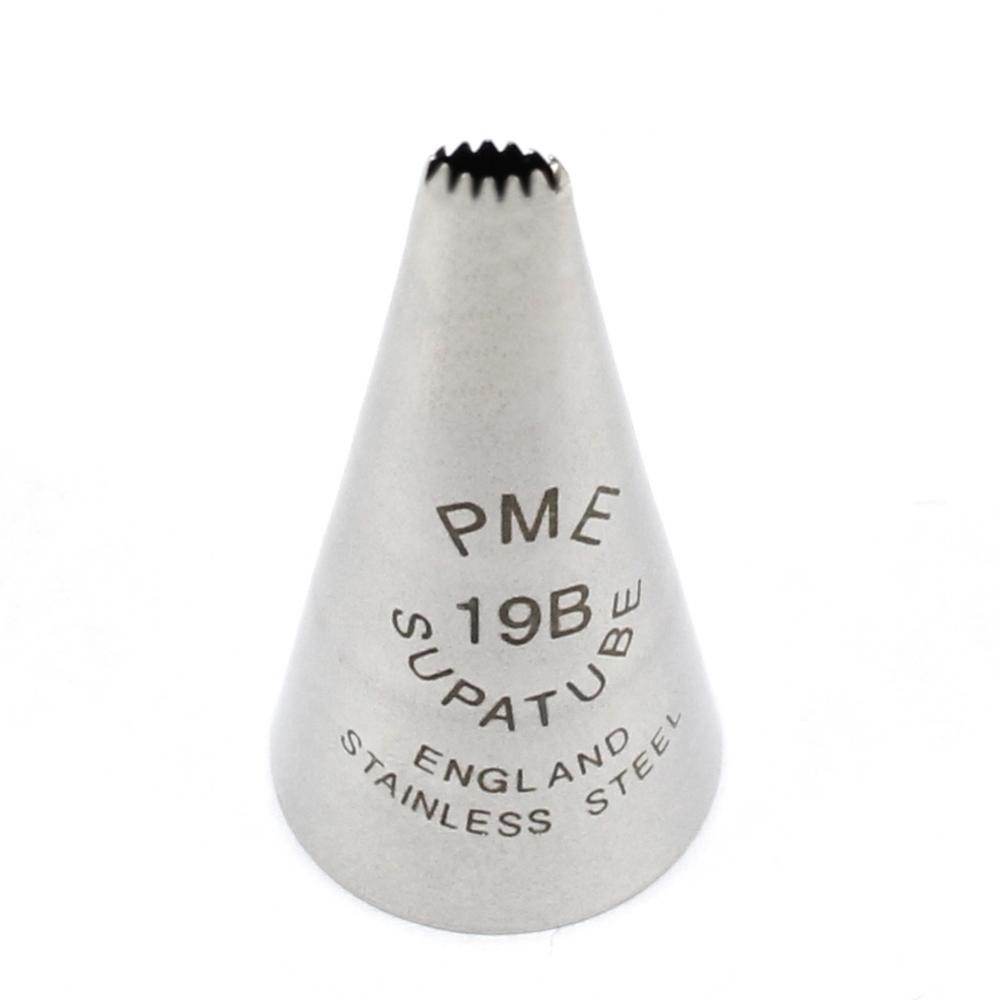 PME
19B
SUPATUBE
ENGLAND
STAINLESS STEEL